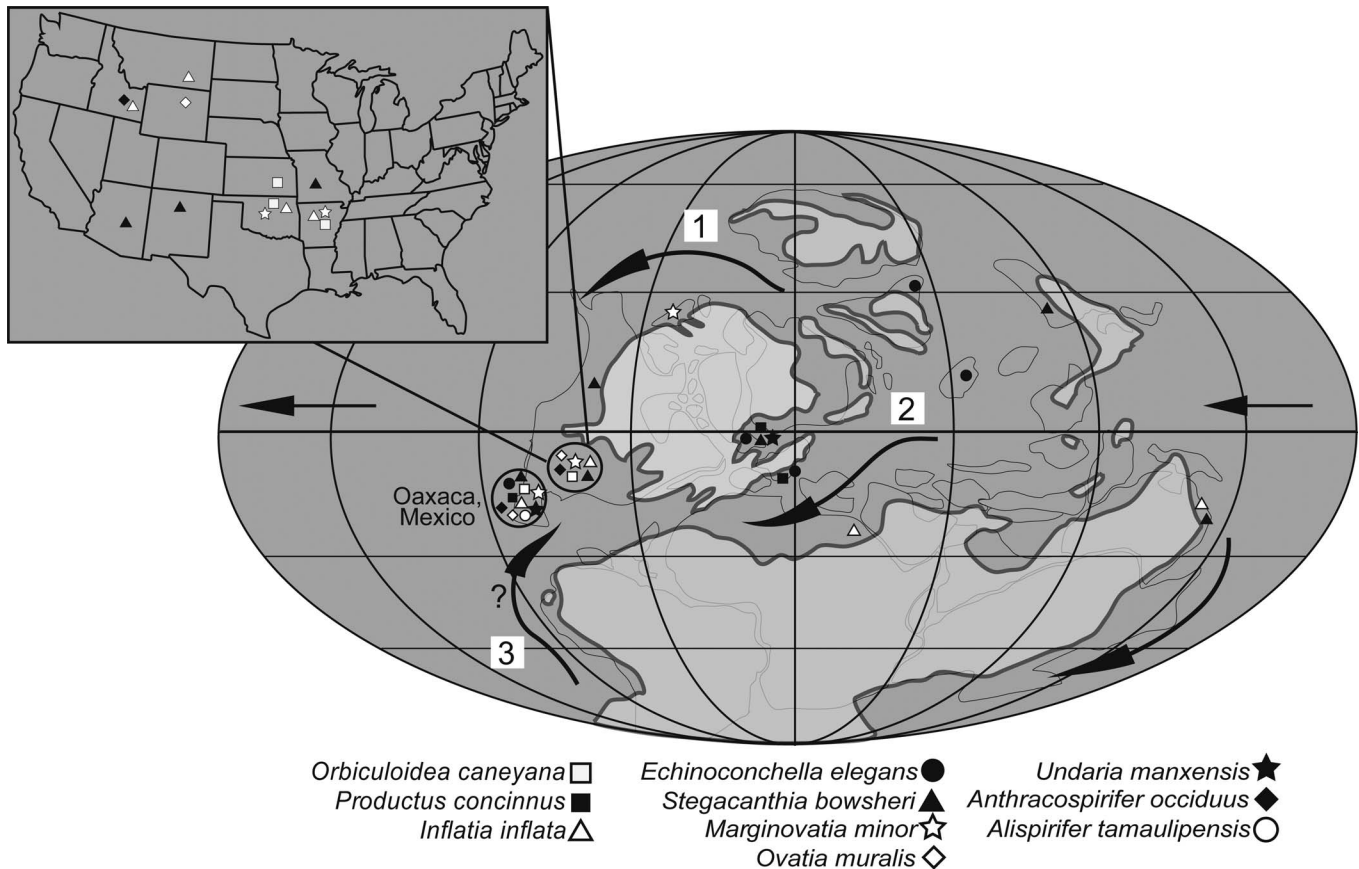 1
2
Oaxaca,
Mexico
?
3
Orbiculoidea caneyana
Productus concinnus
Inflatia inflata
Echinoconchella elegans
Stegacanthia bowsheri
Marginovatia minor
Ovatia muralis
Undaria manxensis
Anthracospirifer occiduus
Alispirifer tamaulipensis